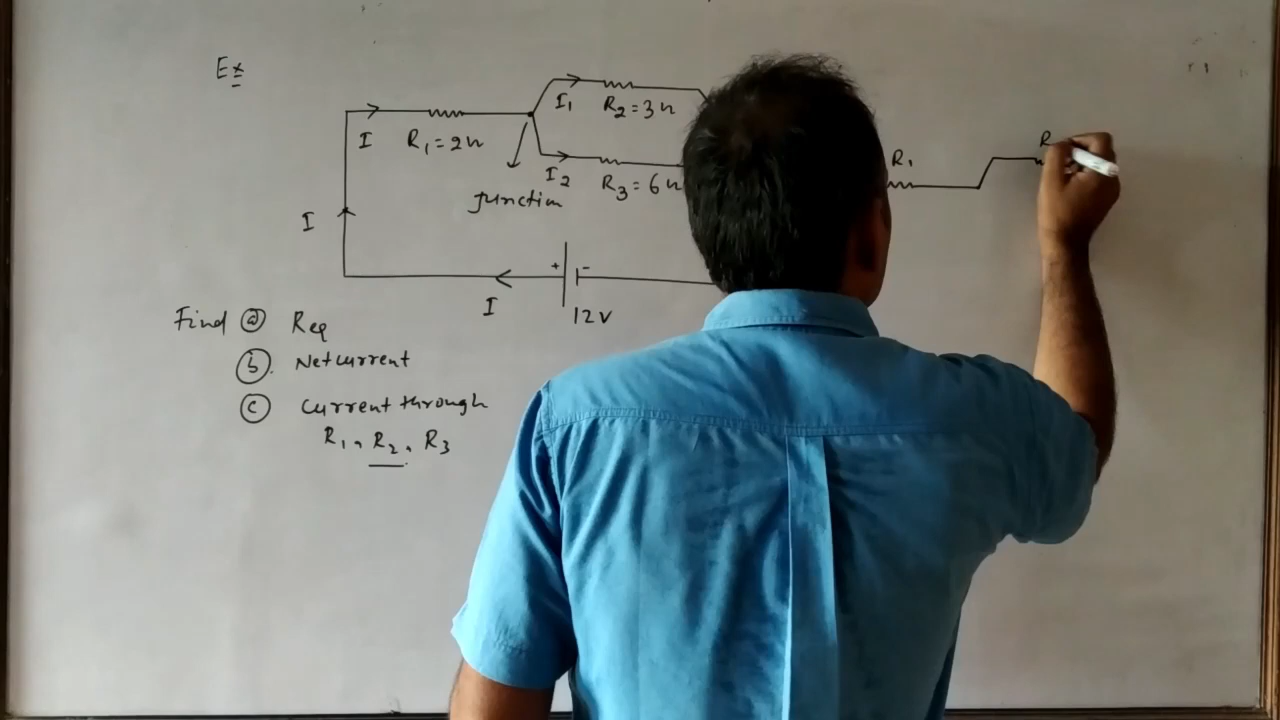 Ex
I
R₁ = 2Ω
I₁
R₂ = 3Ω
I₂
R₃ = 6Ω
junction
I
+ -
I
12V
Find ⓐ Req
ⓑ. Net current
ⓒ Current through
R₁, R₂, R₃
R₁
R